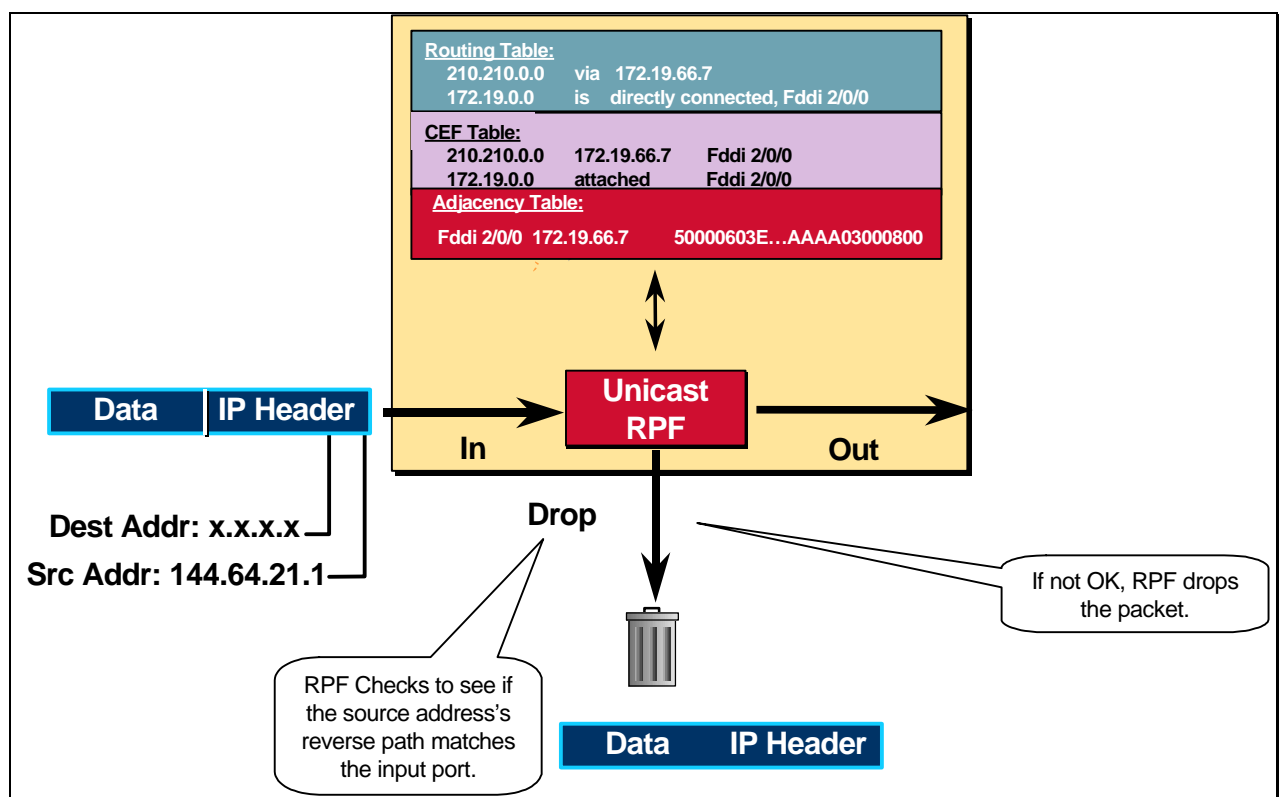 Routing Table:
210.210.0.0 via 172.19.66.7
172.19.0.0 is directly connected, Fddi 2/0/0
CEF Table:
210.210.0.0 172.19.66.7 Fddi 2/0/0
172.19.0.0 attached Fddi 2/0/0
Adjacency Table:
Fddi 2/0/0 172.19.66.7 50000603E…AAAA03000800
Data IP Header
Unicast
RPF
In
Out
Dest Addr: x.x.x.x
Src Addr: 144.64.21.1
Drop
If not OK, RPF drops
the packet.
RPF Checks to see if
the source address’s
reverse path matches
the input port.
Data IP Header